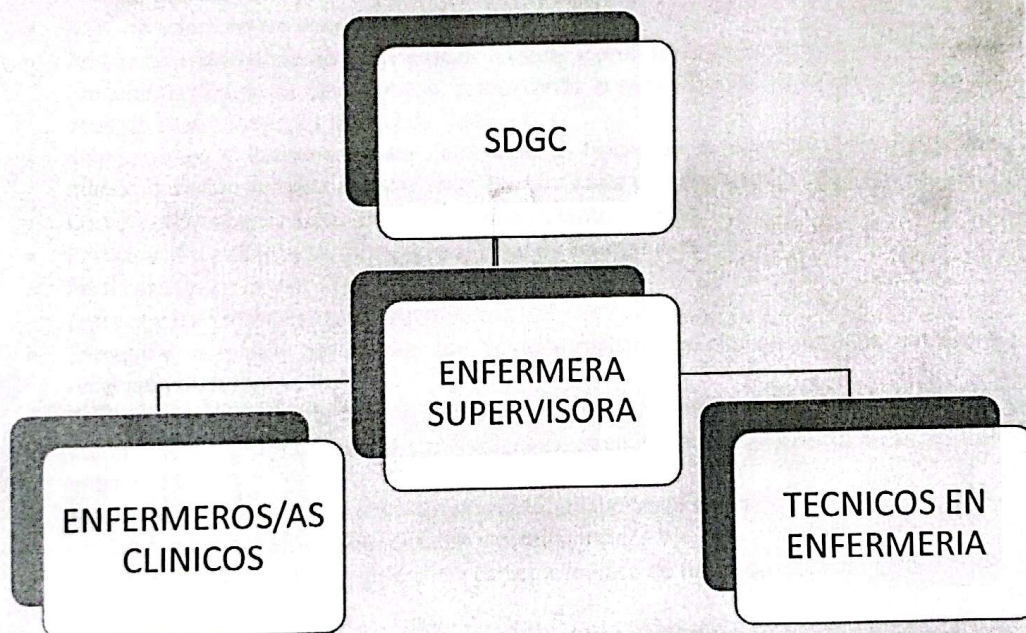 SDGC
ENFERMERA
SUPERVISORA
ENFERMEROS/AS
CLINICOS
TECNICOS EN
ENFERMERIA